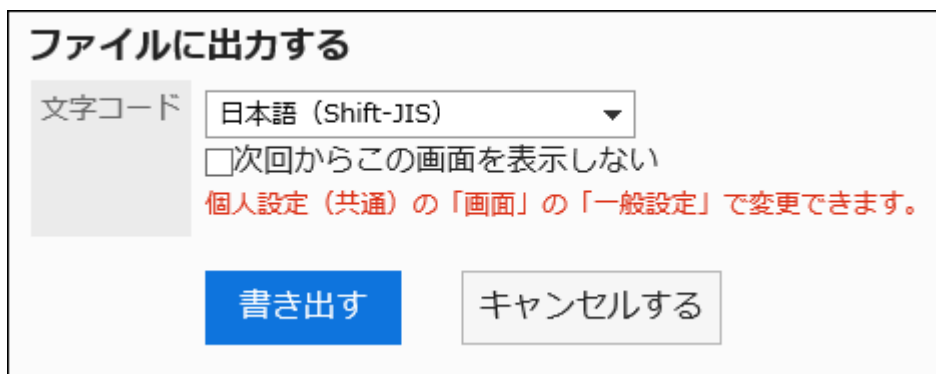 ファイルに出力する
文字コード
日本語（Shift-JIS）
次回からこの画面を表示しない
個人設定（共通）の「画面」の「一般設定」で変更できます。
書き出す
キャンセルする